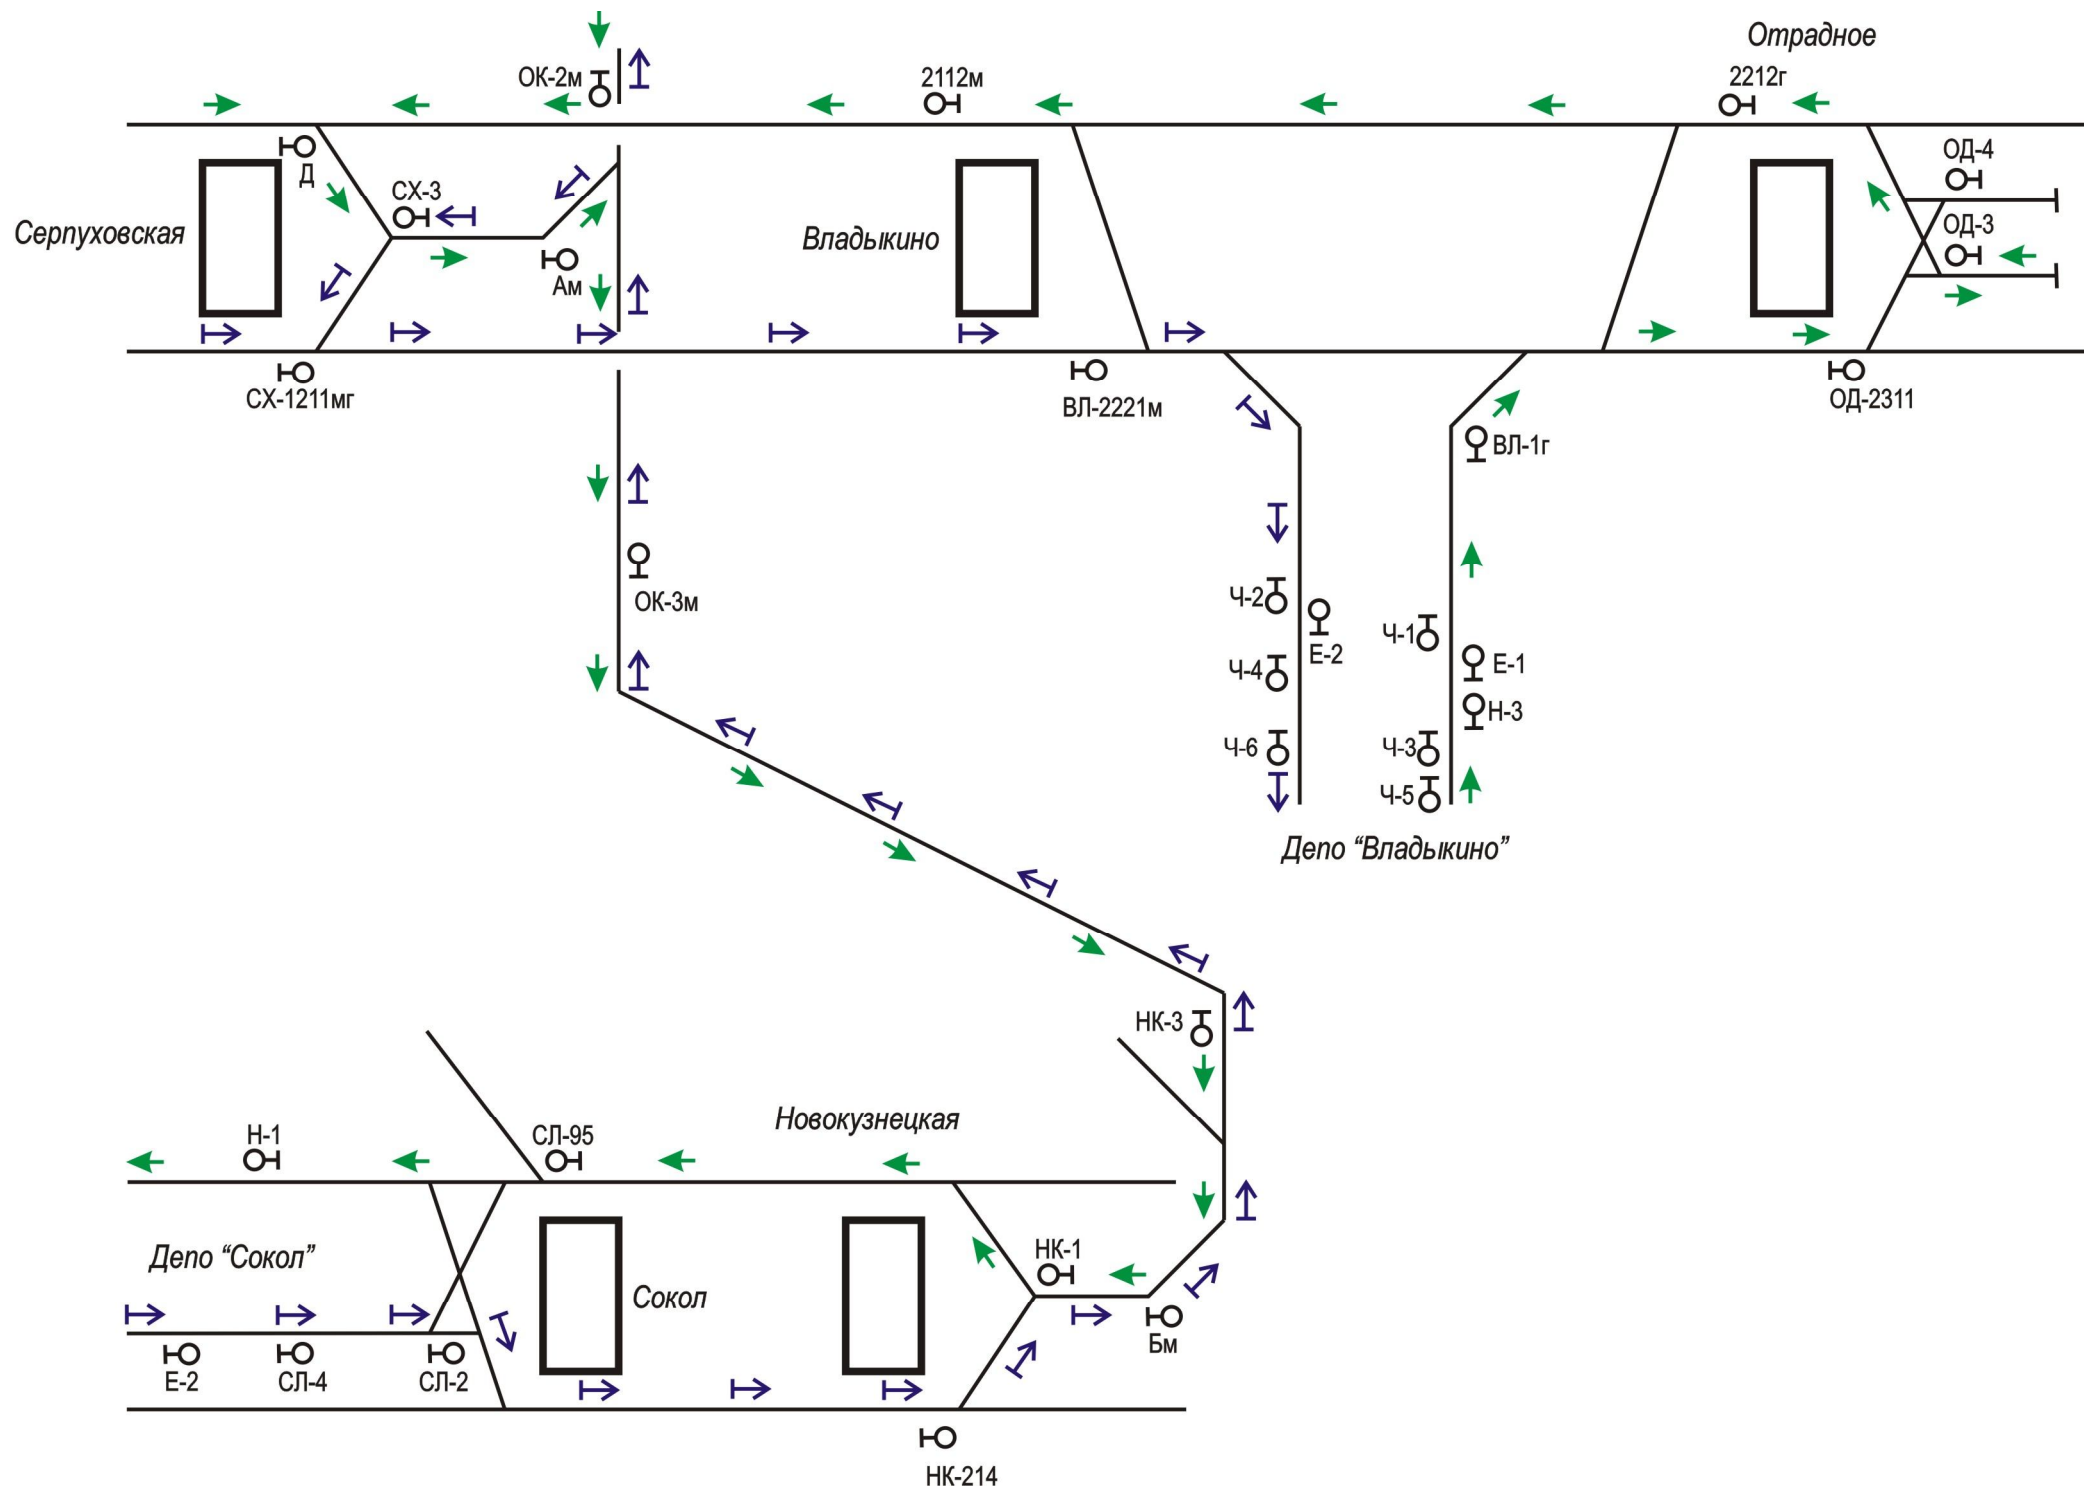 Отрадное
ОК-2м
2112м
2212г
Д
СХ-3
ОД-4
ОД-3
Серпуховская
Владыкино
Ам
СХ-1211мг
ВЛ-2221м
ОД-2311
ВЛ-1г
ОК-3м
Ч-2
Е-2
Ч-1
Ч-4
Е-1
Н-3
Ч-6
Ч-3
Ч-5
Депо “Владыкино”
НК-3
Новокузнецкая
Н-1
СЛ-95
Депо “Сокол”
НК-1
Сокол
Бм
Е-2
СЛ-4
СЛ-2
НК-214